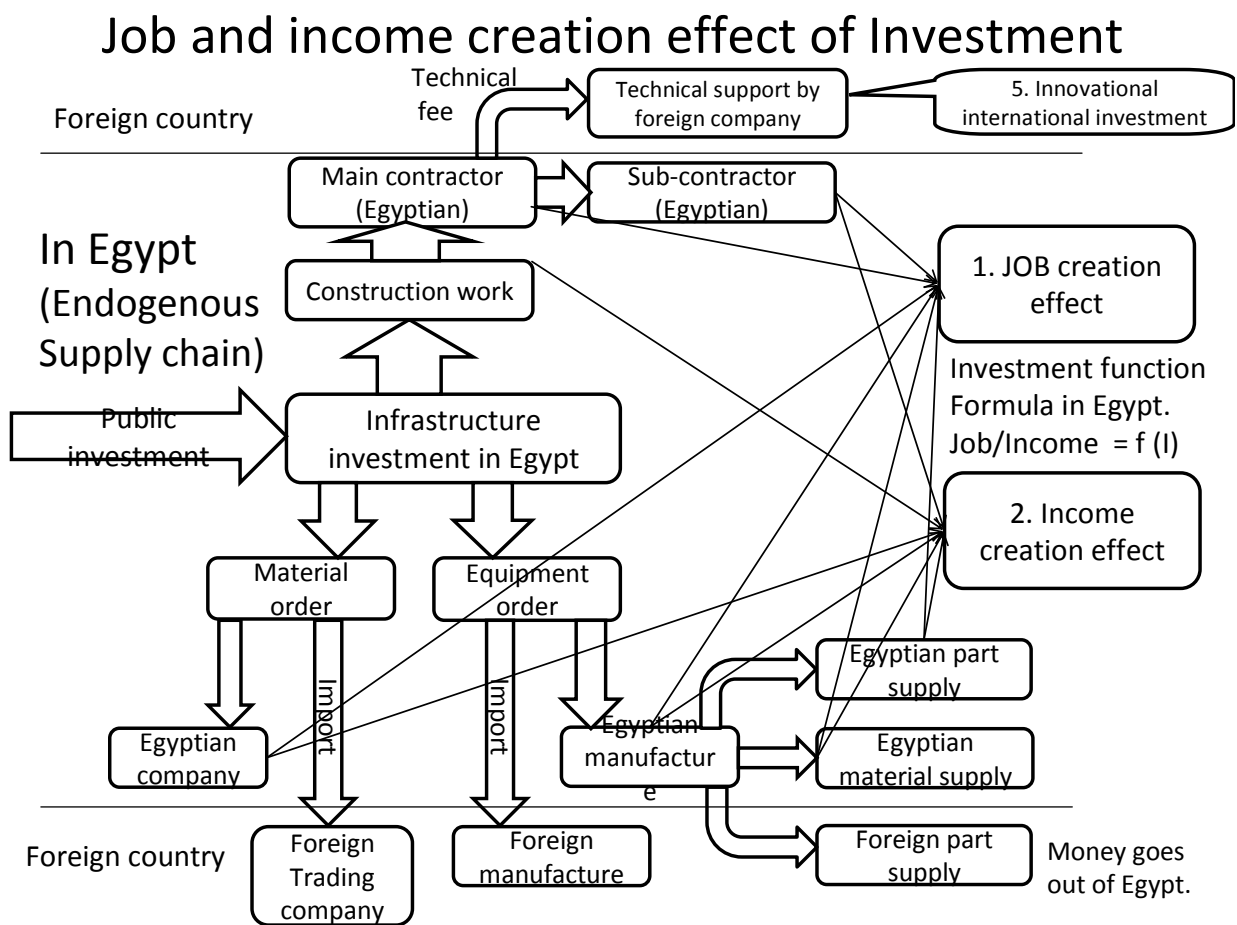 Job and income creation effect of Investment
Technical
fee
Technical support by
foreign company
5. Innovational
international investment
Foreign country
Main contractor
(Egyptian)
Sub-contractor
(Egyptian)
In Egypt
(Endogenous
Supply chain)
Construction work
1. JOB creation
effect
Investment function
Formula in Egypt.
Job/Income = f (I)
Public
investment
Infrastructure
investment in Egypt
2. Income
creation effect
Material
order
Equipment
order
Import
Import
Egyptian part
supply
Egyptian
company
Egyptian
manufactur
e
Egyptian
material supply
Foreign country
Foreign
Trading
company
Foreign
manufacture
Foreign part
supply
Money goes
out of Egypt.